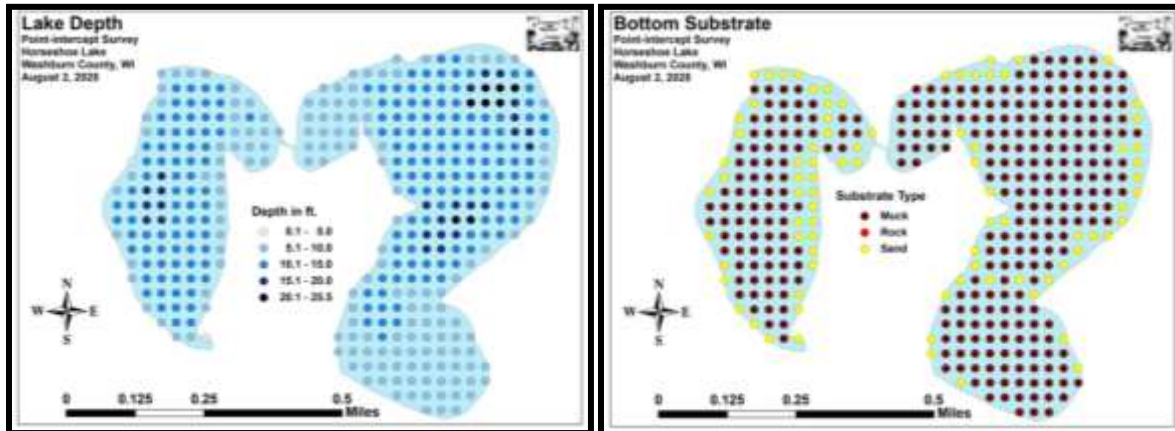 Lake Depth
Point-intercept Survey
Horseshoe Lake
Washburn County, WI
August 2, 2020
Depth in ft.
0.1 - 5.0
5.1 - 10.0
10.1 - 15.0
15.1 - 20.0
20.1 - 25.5
N
W E
S
0 0.125 0.25 0.5
Miles
Bottom Substrate
Point-intercept Survey
Horseshoe Lake
Washburn County, WI
August 2, 2020
Substrate Type
Muck
Rock
Sand
N
W E
S
0 0.125 0.25 0.5
Miles